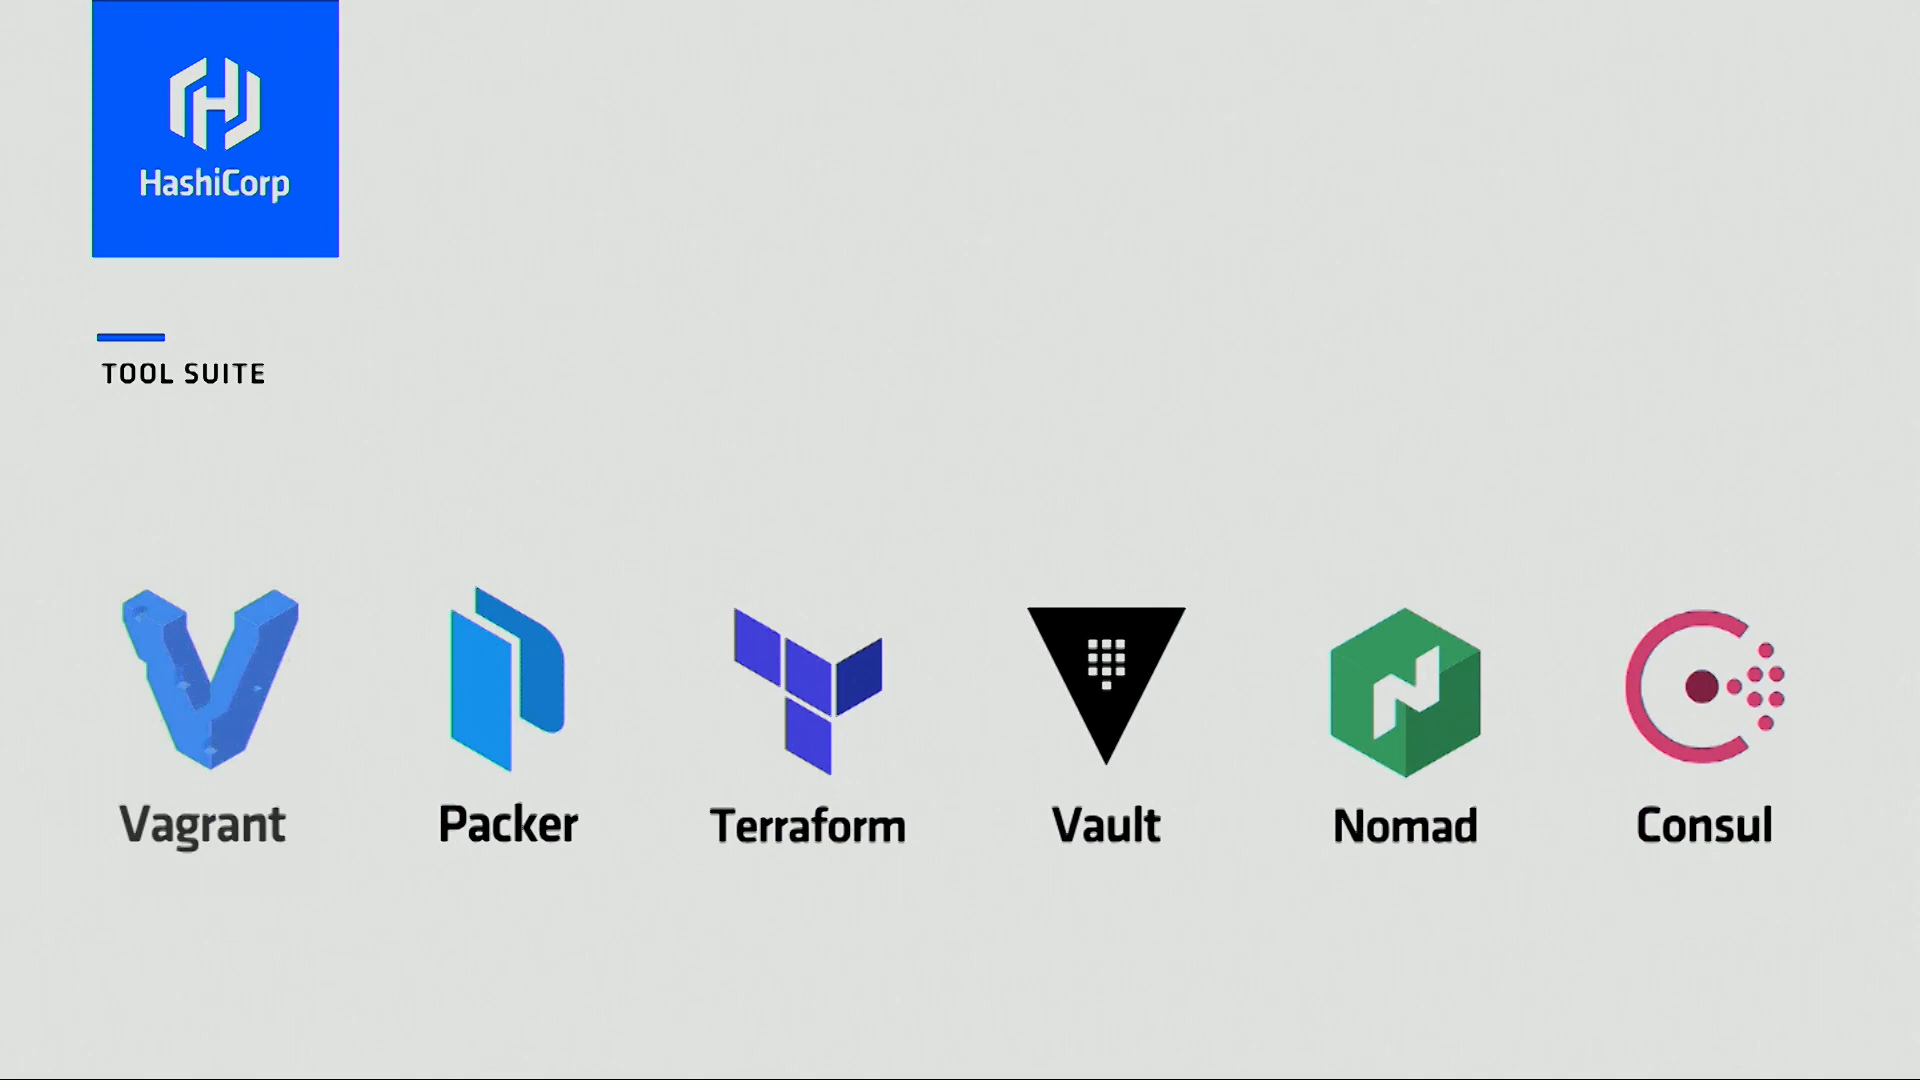 HashiCorp
TOOL SUITE
Vagrant
Packer
Terraform
Vault
Nomad
Consul